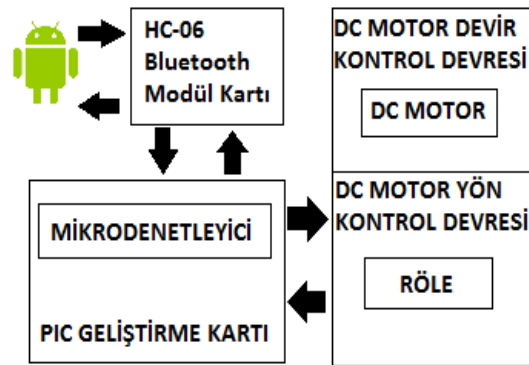 HC-06
Bluetooth
Modül Kartı
DC MOTOR DEVİR
KONTROL DEVRESİ
DC MOTOR
MİKRODENETLEYİCİ
PIC GELİŞTİRME KARTI
DC MOTOR YÖN
KONTROL DEVRESİ
RÖLE